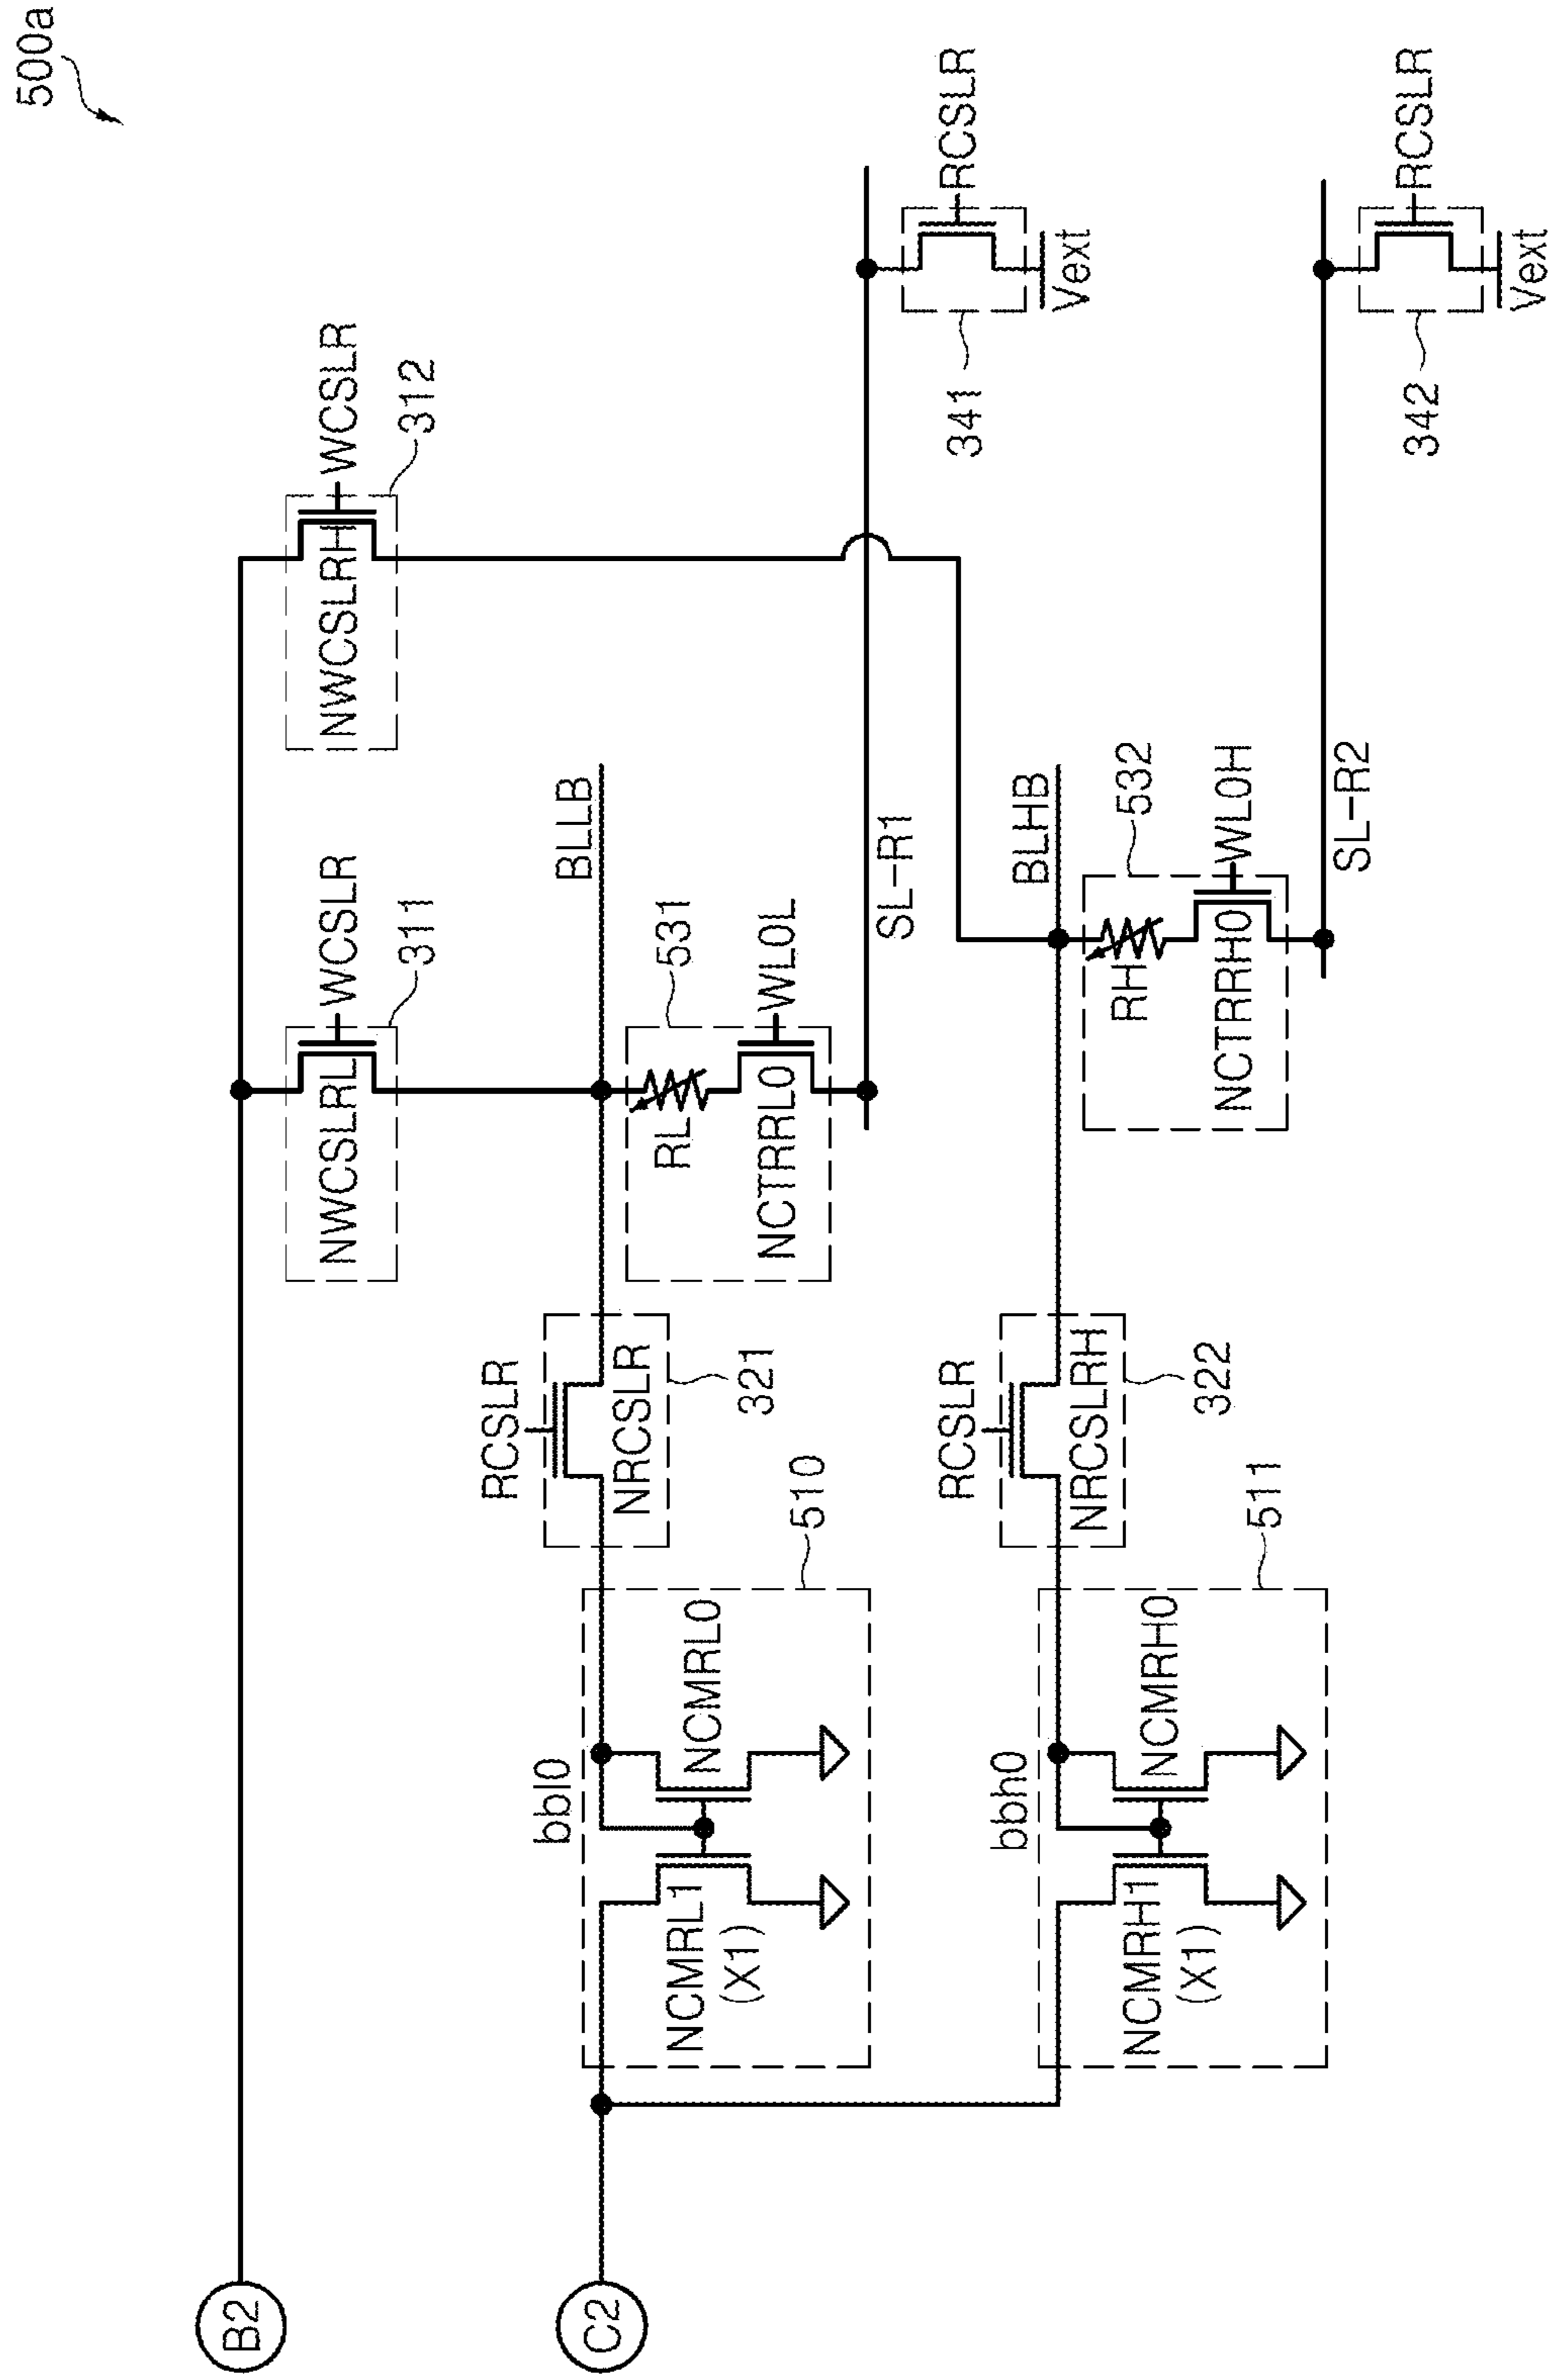 500a
B2
C2
NWCSLRL
WCSLR
311
NWCSLRH
WCSLR
312
RCSLR
NRCSLR
321
BLLB
bbl0
NCMRL1
(X1)
NCMRL0
510
RL
531
NCTRRL0
WL0L
SL-R1
RCSLR
341
Vext
RCSLR
NRCSLRH
322
BLHB
bbh0
NCMRH1
(X1)
NCMRH0
511
RH
532
NCTRRH0
WL0H
SL-R2
RCSLR
342
Vext